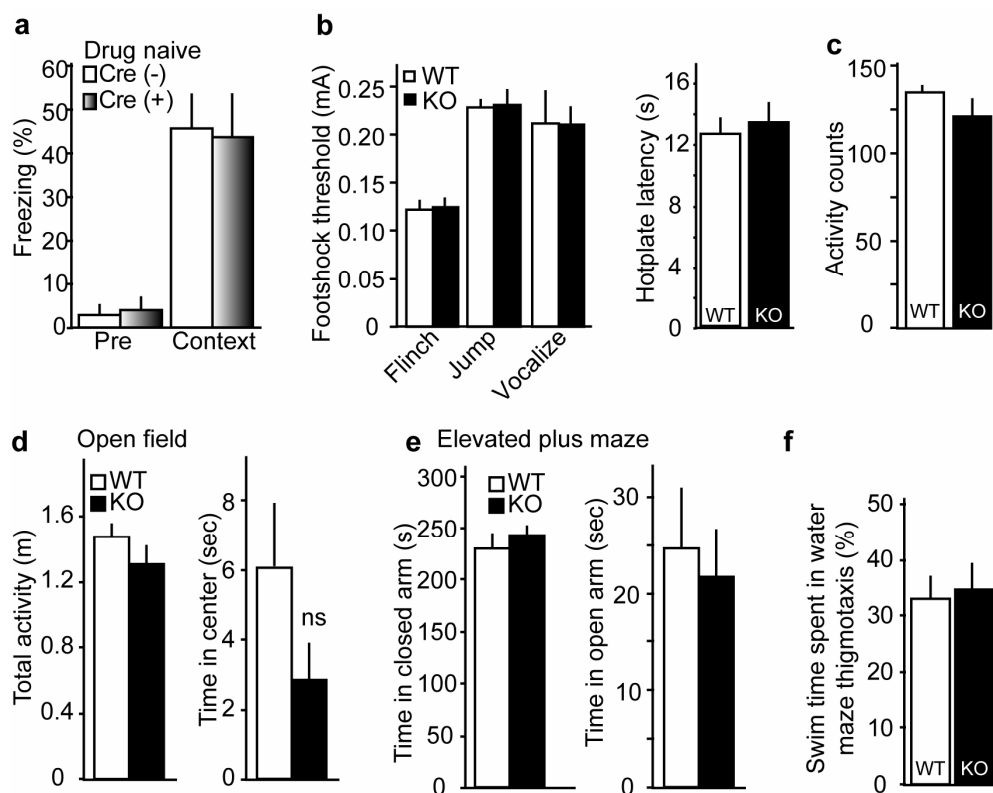 a
Drug naive
Cre (-)
Cre (+)
Freezing (%)
60
50
40
30
20
10
0
Pre
Context
b
WT
KO
Footshock threshold (mA)
0.25
0.20
0.15
0.10
0
Flinch
Jump
Vocalize
Hotplate latency (s)
16
12
8
4
0
WT
KO
c
Activity counts
150
100
50
0
WT
KO
d
Open field
WT
KO
Total activity (m)
1.6
1.2
0.4
0
Time in center (sec)
8
6
4
2
0
ns
e
Elevated plus maze
WT
KO
Time in closed arm (s)
300
250
200
150
100
50
0
Time in open arm (sec)
30
20
10
0
f
Swim time spent in water
maze thigmotaxis (%)
50
40
30
20
10
0
WT
KO